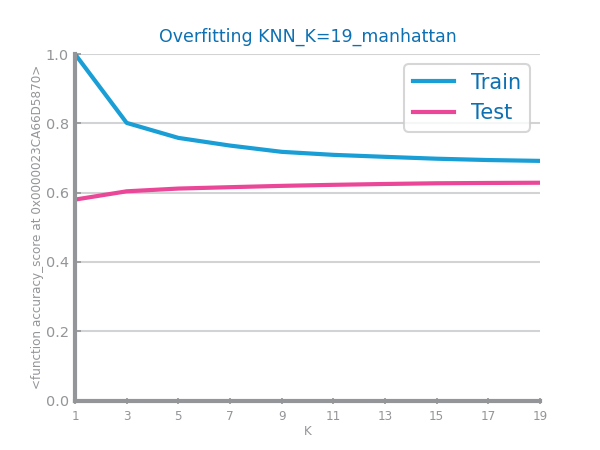 Overfitting KNN_K=19_manhattan
<function accuracy_score at 0x0000023CA66D5870>
1.0
0.8
0.6
0.4
0.2
0.0
Train
Test
1 3 5 7 9 11 13 15 17 19
K